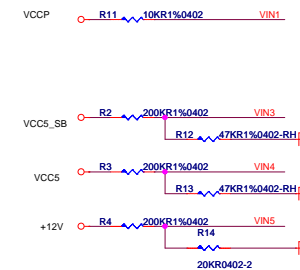 VCCP R11 10KR1%0402 VIN1
R2 200KR1%0402 VIN3
VCC5_SB
R12 47KR1%0402-RH
R3 200KR1%0402 VIN4
VCC5
R13 47KR1%0402-RH
+12V R4 200KR1%0402 VIN5
R14
20KR0402-2